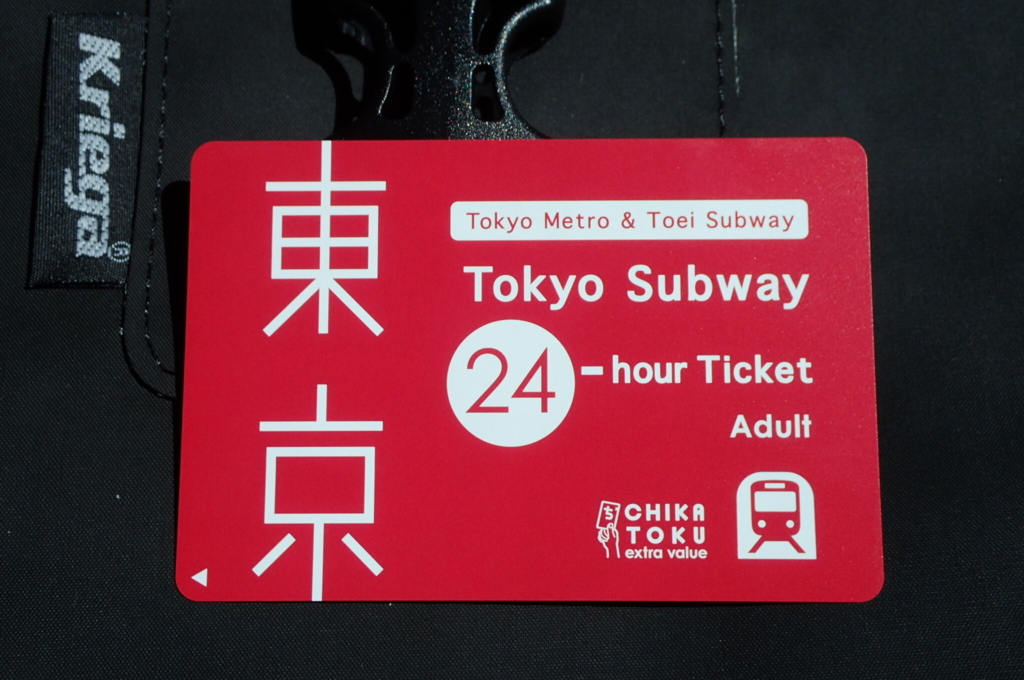 Kriega®
東京
Tokyo Metro & Toei Subway
Tokyo Subway
24-hour Ticket
Adult
ち
CHIKA
TOKU
extra value